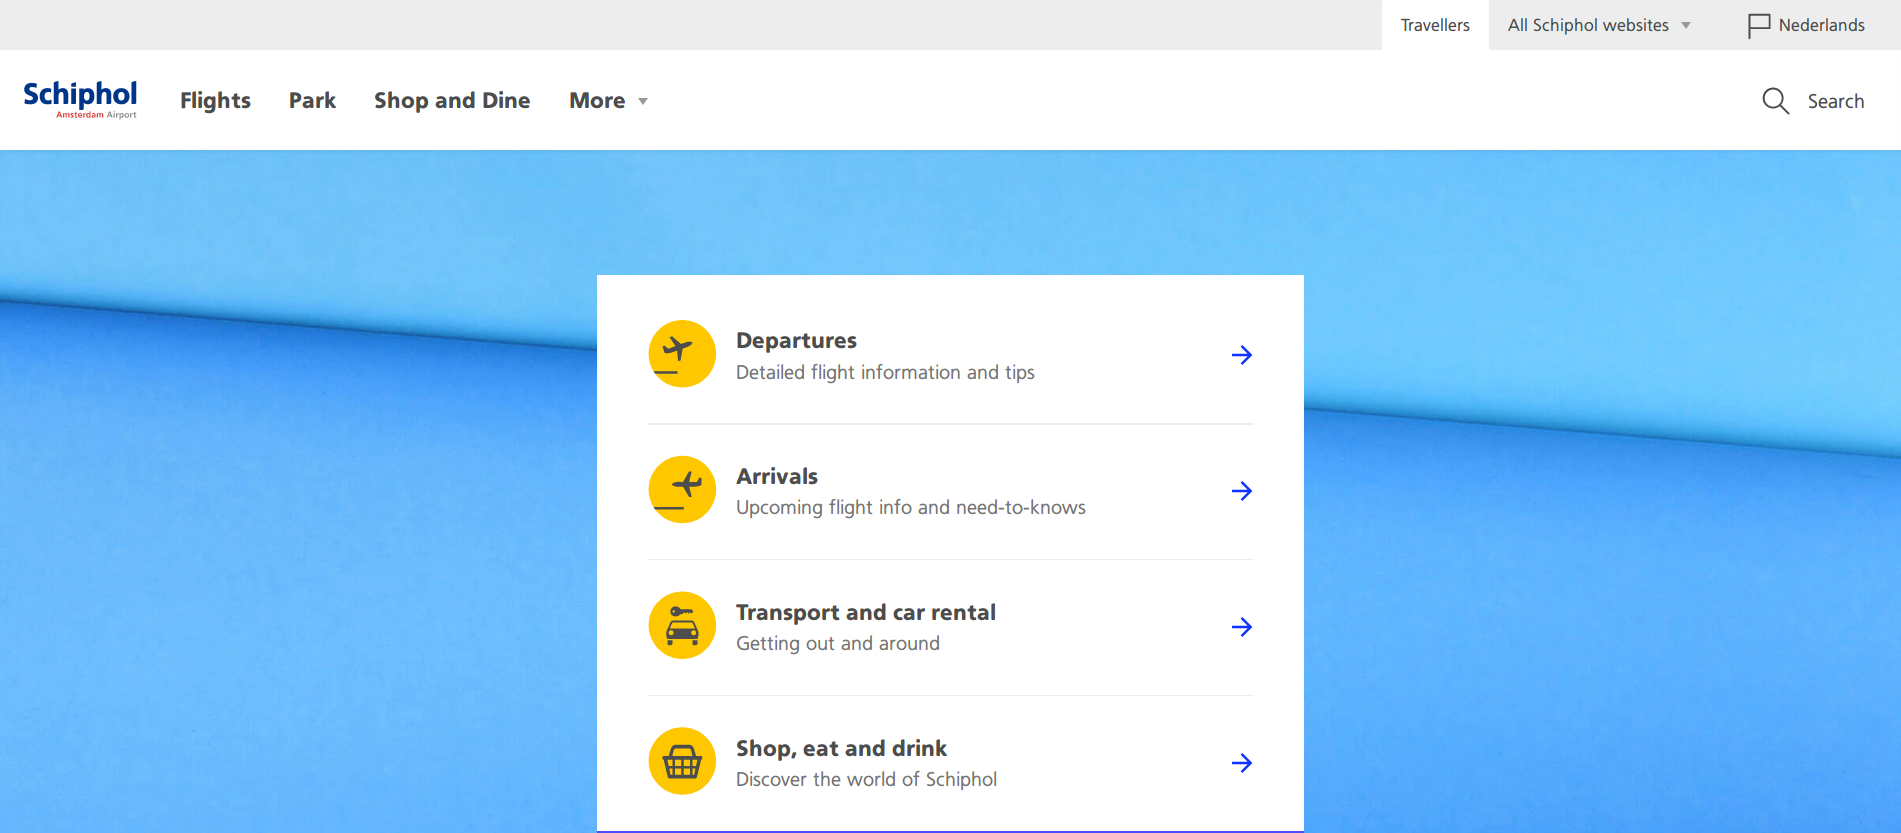 Travellers
All Schiphol websites
Nederlands
Schiphol
Amsterdam Airport
Flights
Park
Shop and Dine
More
Search
Departures
Detailed flight information and tips
Arrivals
Upcoming flight info and need-to-knows
Transport and car rental
Getting out and around
Shop, eat and drink
Discover the world of Schiphol